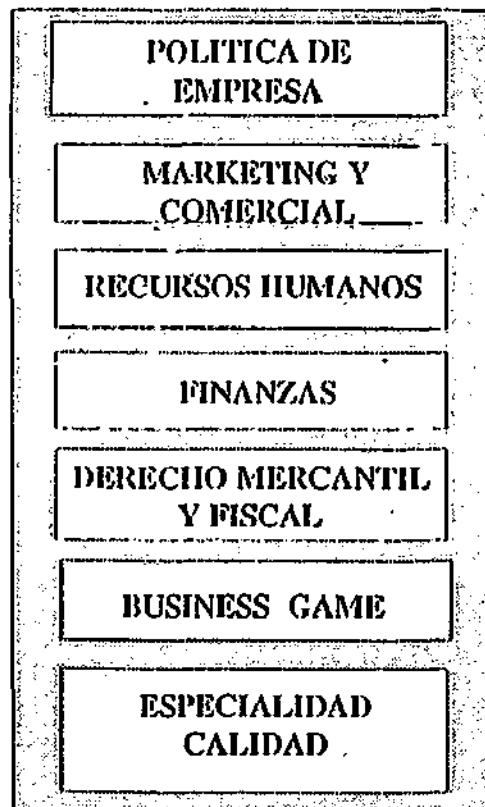 POLITICA DE
EMPRESA
MARKETING Y
COMERCIAL
RECURSOS HUMANOS
FINANZAS
DERECHO MERCANTIL
Y FISCAL
BUSINESS GAME
ESPECIALIDAD
CALIDAD